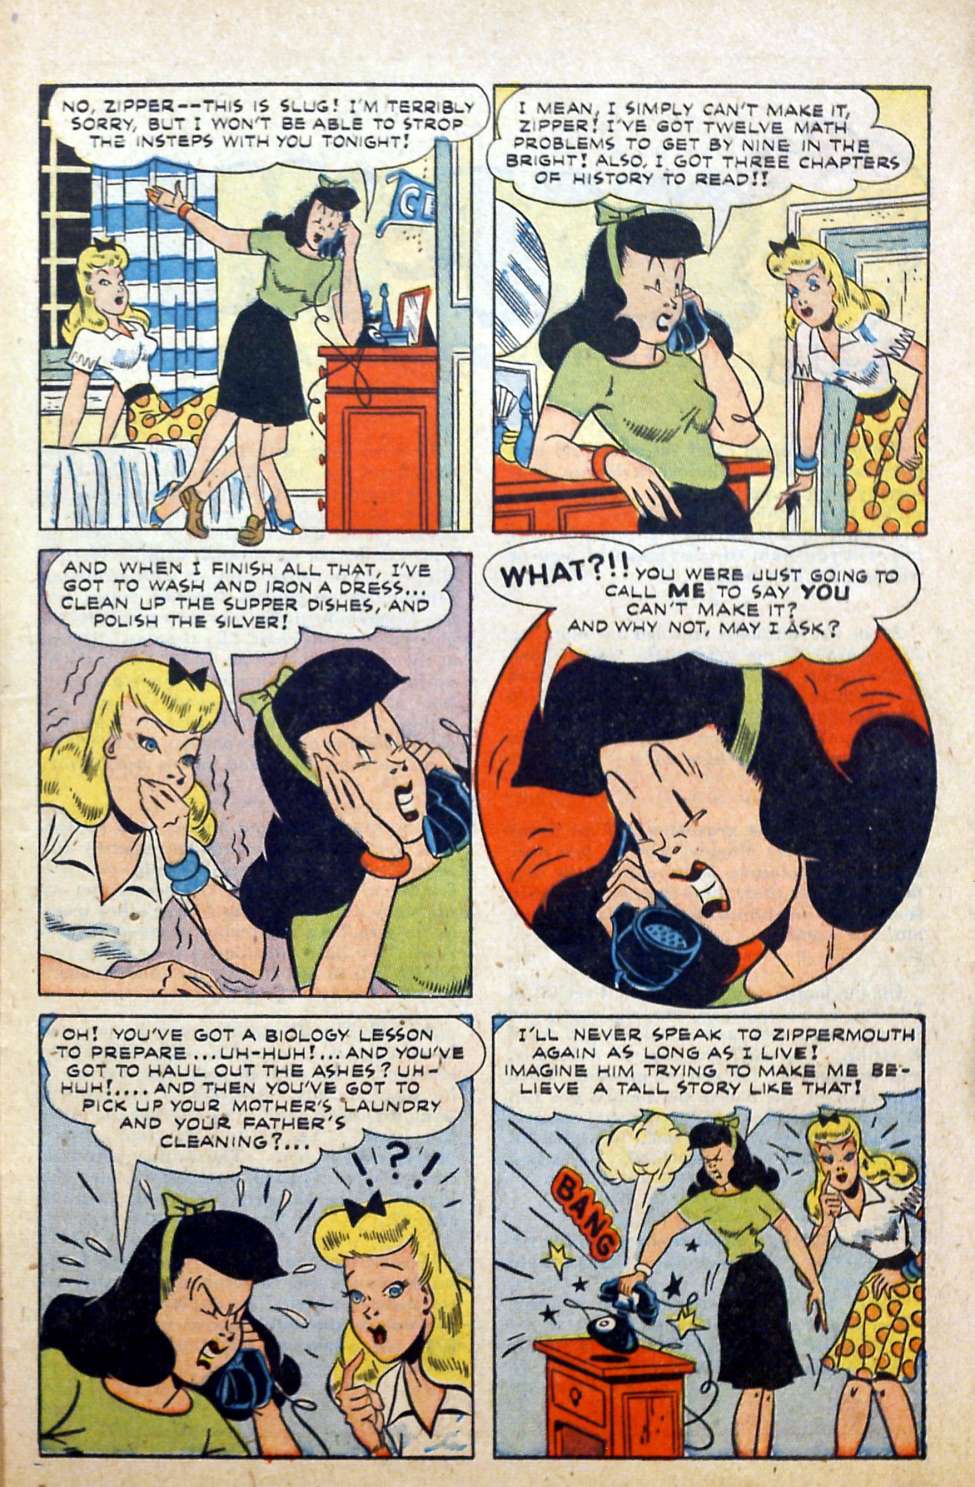 NO, ZIPPER--THIS IS SLUG! I'M TERRIBLY
SORRY, BUT I WON'T BE ABLE TO STROP
THE INSTEPS WITH YOU TONIGHT!
CE
I MEAN, I SIMPLY CAN'T MAKE IT,
ZIPPER! I'VE GOT TWELVE MATH
PROBLEMS TO GET BY NINE IN THE
BRIGHT! ALSO, I GOT THREE CHAPTERS
OF HISTORY TO READ!!
AND WHEN I FINISH ALL THAT, I'VE
GOT TO WASH AND IRON A DRESS...
CLEAN UP THE SUPPER DISHES, AND
POLISH THE SILVER!
WHAT?!! YOU WERE JUST GOING TO
CALL ME TO SAY YOU
CAN'T MAKE IT?
AND WHY NOT, MAY I ASK?
OH! YOU'VE GOT A BIOLOGY LESSON
TO PREPARE...UH-HUH!...AND YOU'VE
GOT TO HAUL OUT THE ASHES? UH-
HUH!....AND THEN YOU'VE GOT TO
PICK UP YOUR MOTHER'S LAUNDRY
AND YOUR FATHER'S
CLEANING?...
!?!
I'LL NEVER SPEAK TO ZIPPERMOUTH
AGAIN AS LONG AS I LIVE!
IMAGINE HIM TRYING TO MAKE ME BE-
LIEVE A TALL STORY LIKE THAT!
BANG